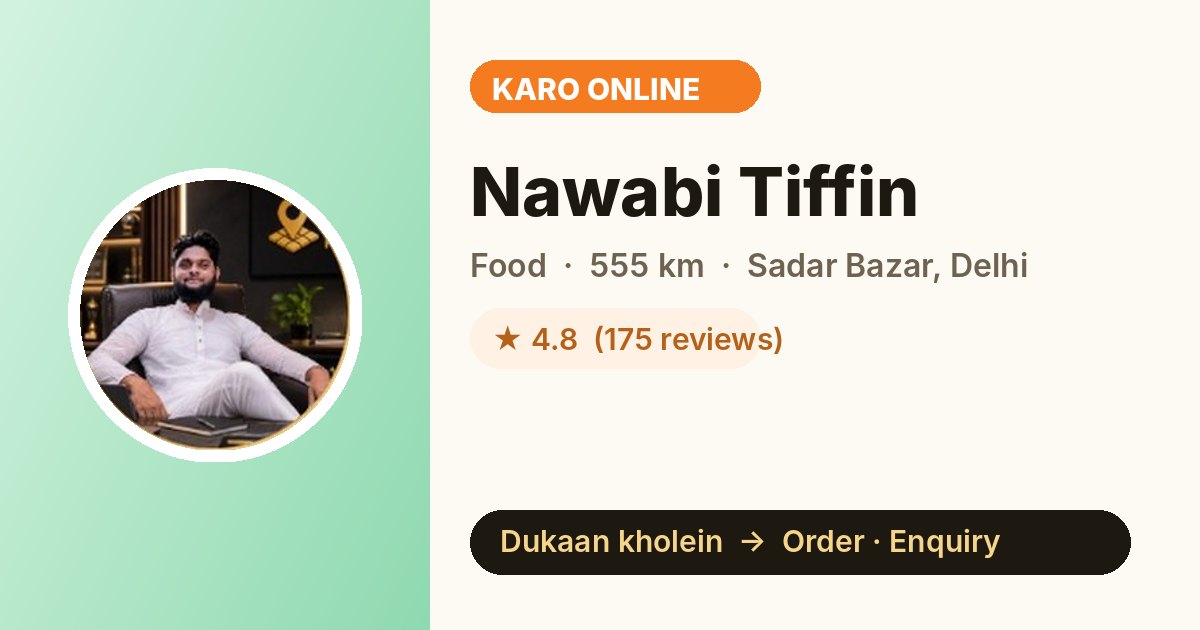 KARO ONLINE
Nawabi Tiffin
Food · 555 km · Sadar Bazar, Delhi
★ 4.8 (175 reviews)
Dukaan kholein → Order · Enquiry